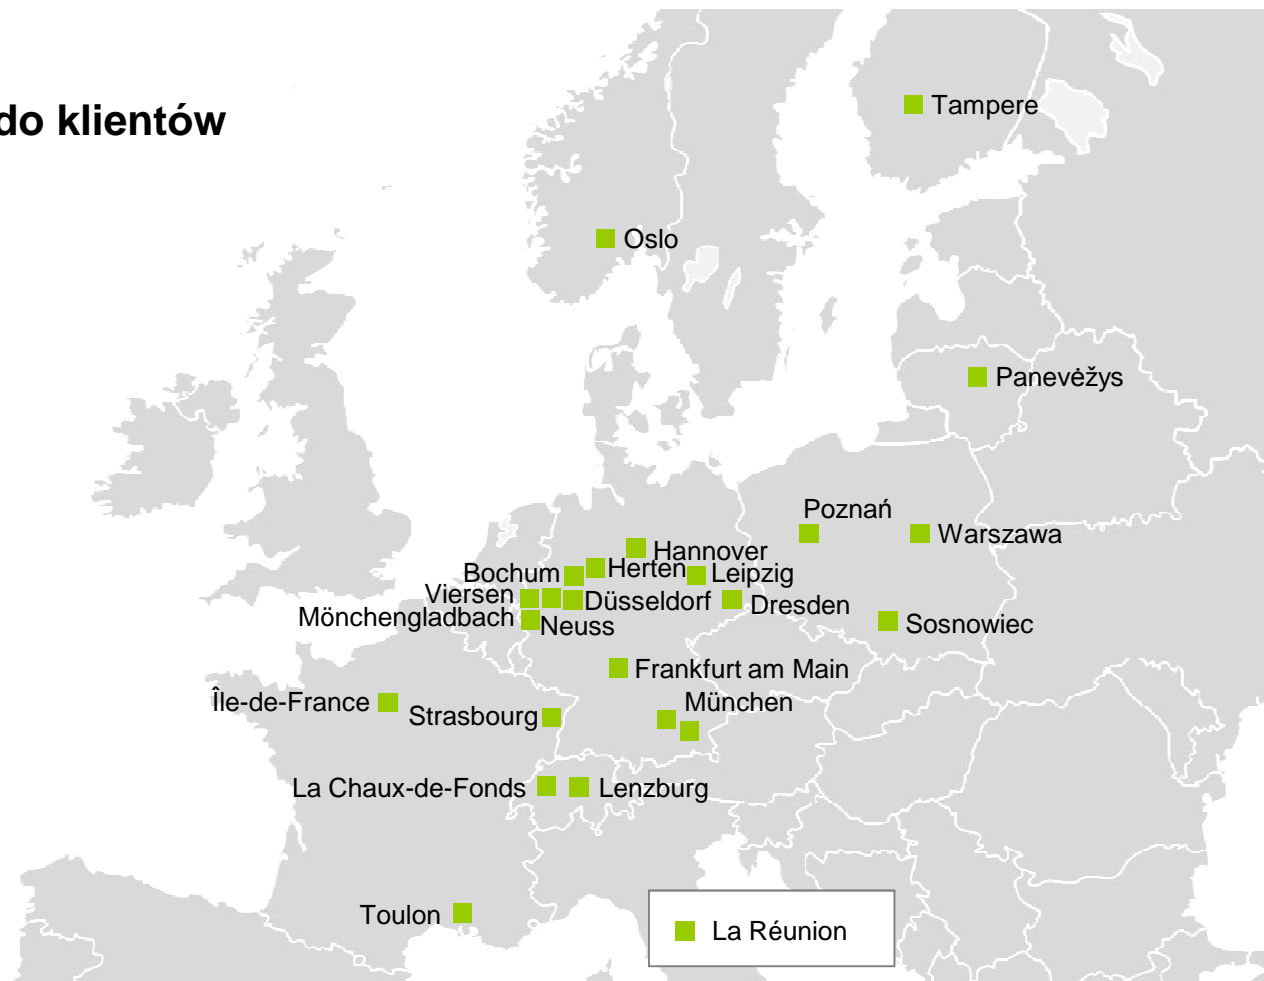 do klientów
Tampere
Oslo
Panevėžys
Poznań
Warszawa
Hannover
Herten
Bochum
Leipzig
Viersen
Düsseldorf
Dresden
Mönchengladbach
Neuss
Sosnowiec
Frankfurt am Main
München
Île-de-France
Strasbourg
La Chaux-de-Fonds
Lenzburg
Toulon
La Réunion